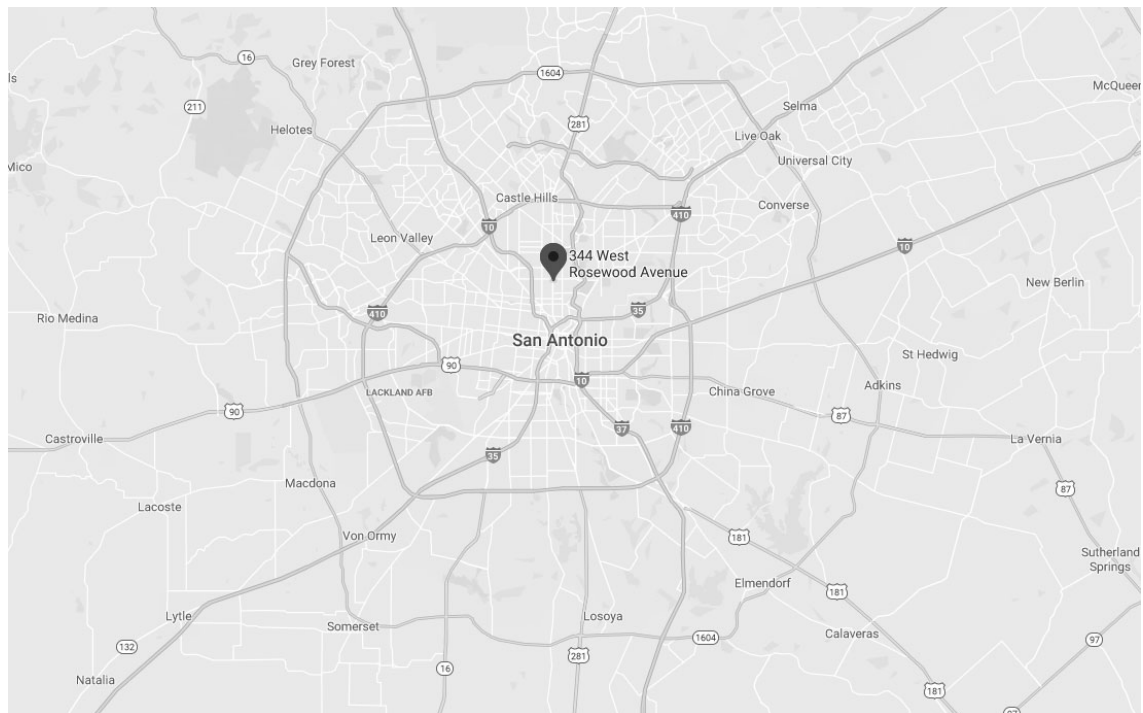 16
Grey Forest
ls
1604
McQueen
211
Selma
281
Helotes
Live Oak
Universal City
Mico
Castle Hills
Converse
410
10
Leon Valley
10
344 West
Rosewood Avenue
New Berlin
35
410
Rio Medina
San Antonio
St Hedwig
90
10
Adkins
LACKLAND AFB
China Grove
90
87
37
410
Castroville
La Vernia
35
Macdona
87
Lacoste
Von Ormy
181
Sutherland
Springs
Elmendorf
181
Lytle
Losoya
Somerset
Calaveras
1604
97
132
281
16
Natalia
181